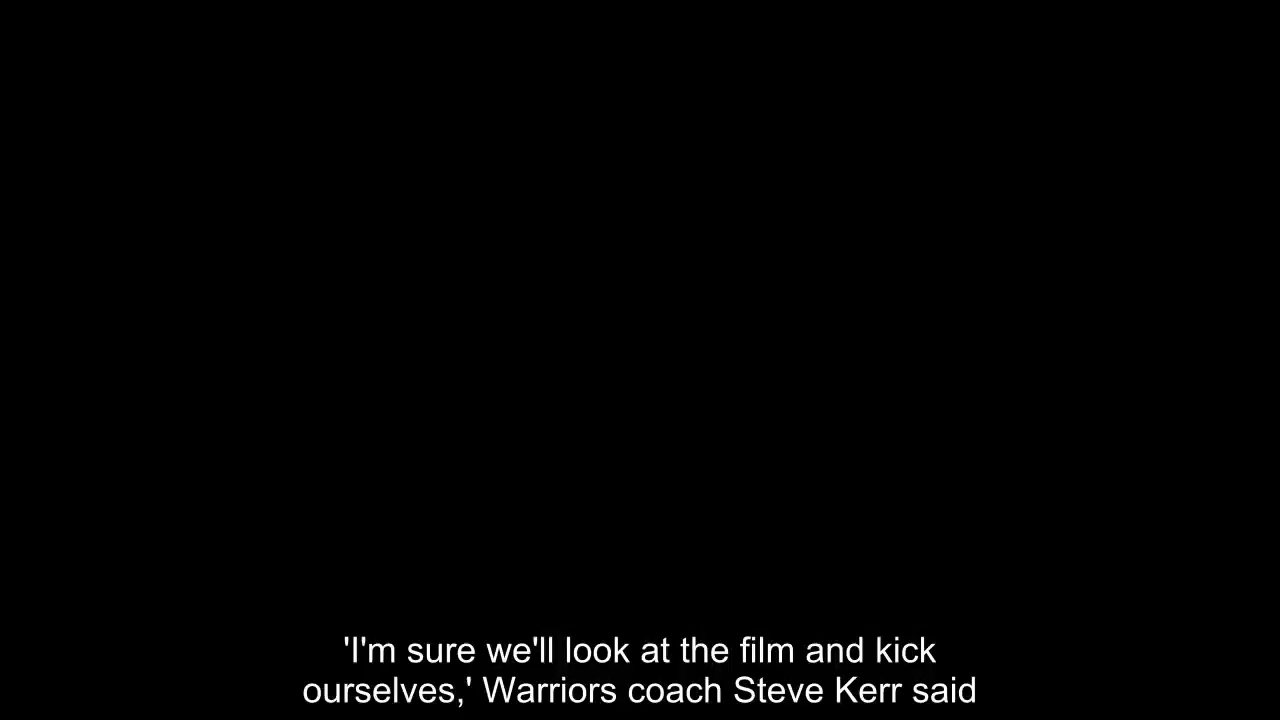 'I'm sure we'll look at the film and kick
ourselves,' Warriors coach Steve Kerr said